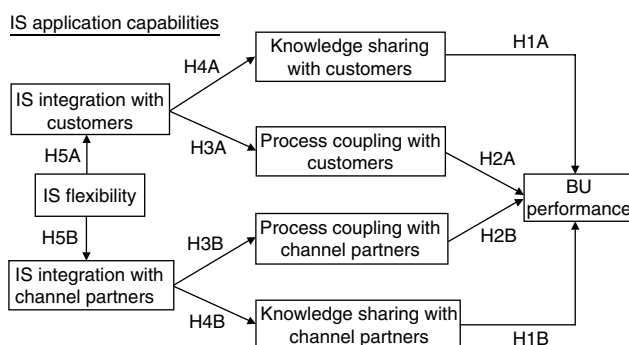 IS application capabilities
Knowledge sharing
with customers
H1A
H4A
IS integration with
customers
H3A
Process coupling with
customers
H2A
H5A
IS flexibility
BU
performance
H5B
Process coupling with
channel partners
H2B
H3B
IS integration with
channel partners
H4B
Knowledge sharing with
channel partners
H1B